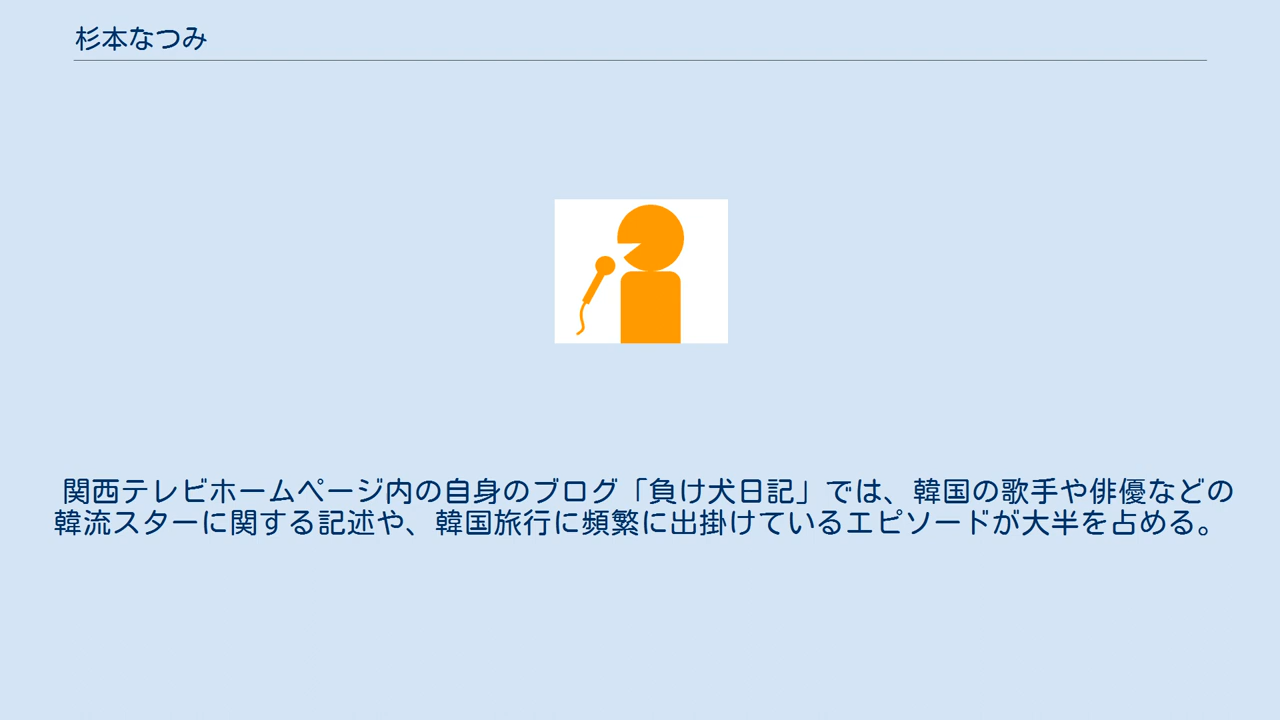 杉本なつみ
関西テレビホームページ内の自身のブログ「負け犬日記」では、韓国の歌手や俳優などの
韓流スターに関する記述や、韓国旅行に頻繁に出掛けているエピソードが大半を占める。